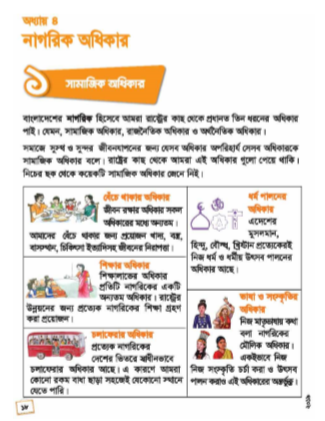 অধ্যায় ৪
নাগরিক অধিকার
১ সামাজিক অধিকার
বাংলাদেশের নাগরিক হিসেবে আমরা রাষ্ট্রের কাছ থেকে প্রধানত তিন ধরনের অধিকার
পাই। যেমন, সামাজিক অধিকার, রাজনৈতিক অধিকার ও অর্থনৈতিক অধিকার।
সমাজে সুস্থ ও সুন্দর জীবনযাপনের জন্য যেসব অধিকার অপরিহার্য সেসব অধিকারকে
সামাজিক অধিকার বলে। রাষ্ট্রের কাছ থেকে আমরা এই অধিকার গুলো পেয়ে থাকি।
নিচের ছক থেকে কয়েকটি সামাজিক অধিকার জেনে নিই।
বেঁচে থাকার অধিকার
জীবন রক্ষার অধিকার সকল
অধিকারের মধ্যে অন্যতম।
আমাদের বেঁচে থাকার জন্য প্রয়োজন খাদ্য, বস্ত্র,
বাসস্থান, চিকিৎসা ইত্যাদিসহ জীবনের নিরাপত্তা।
শিক্ষার অধিকার
শিক্ষালাভের অধিকার
প্রতিটি নাগরিকের একটি
অন্যতম অধিকার। রাষ্ট্রের
উন্নয়নের জন্য প্রত্যেক নাগরিকের শিক্ষা গ্রহণ
করা প্রয়োজন।
চলাফেরার অধিকার
প্রত্যেক নাগরিকের
দেশের ভিতরে স্বাধীনভাবে
চলাফেরার অধিকার আছে। এ কারণে আমরা
কোনো রকম বাধা ছাড়া সহজেই যেকোনো স্থানে
যেতে পারি।
ধর্ম পালনের
অধিকার
এদেশের
মুসলমান,
হিন্দু, বৌদ্ধ, খ্রিষ্টান প্রত্যেকেরই
নিজ ধর্ম ও ধর্মীয় উৎসব পালনের
অধিকার আছে।
ভাষা ও সংস্কৃতির
অধিকার
নিজ মাতৃভাষায় কথা
বলা নাগরিকের
মৌলিক অধিকার।
একইভাবে নিজ
নিজ সংস্কৃতি চর্চা করা ও উৎসব
পালন করাও এই অধিকারের অন্তর্ভুক্ত।
১৮